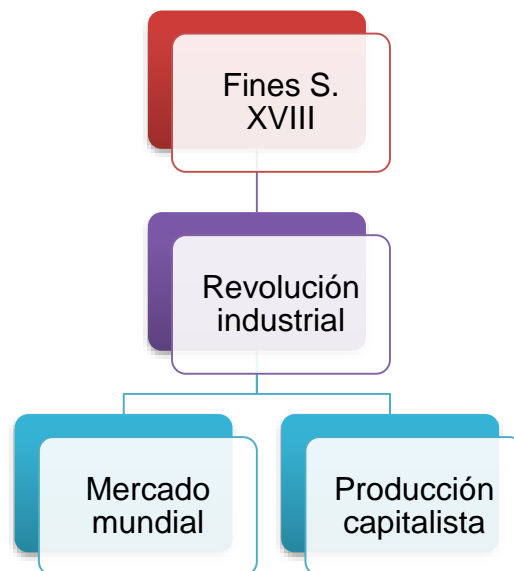 Fines S.
XVIII
Revolución
industrial
Mercado
mundial
Producción
capitalista